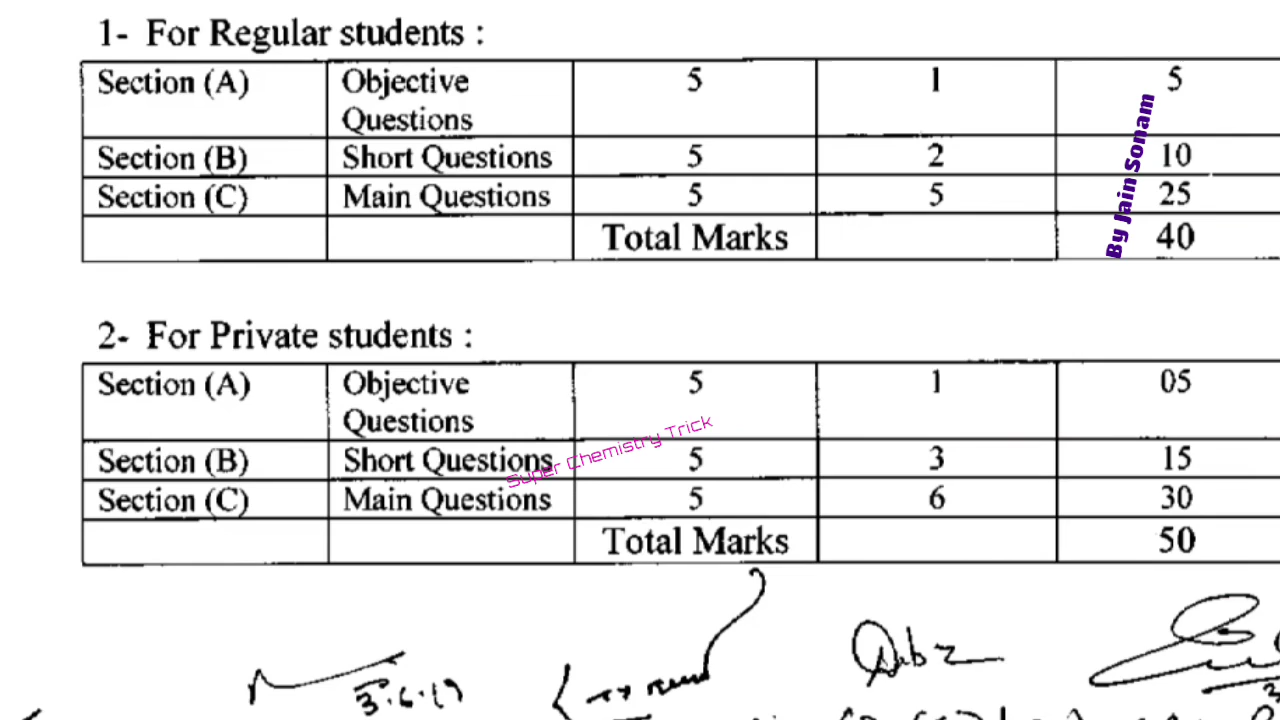 1- For Regular students :
Section (A) Objective Questions 5 1 5
Section (B) Short Questions 5 2 10
Section (C) Main Questions 5 5 25
Total Marks 40
By Jain Sonam
2- For Private students :
Section (A) Objective Questions 5 1 05
Section (B) Short Questions 5 3 15
Section (C) Main Questions 5 6 30
Total Marks 50
Super Chemistry Trick
3.6.19